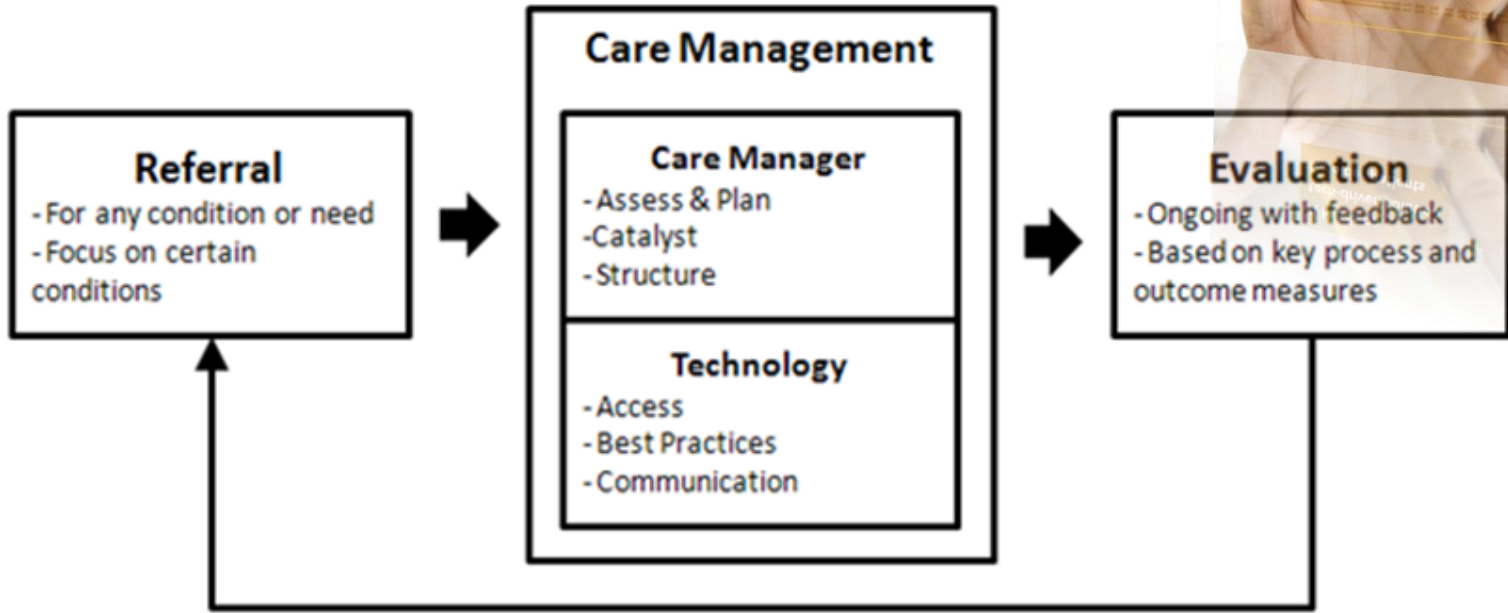 Care Management
Referral
- For any condition or need
- Focus on certain
conditions
Care Manager
- Assess & Plan
-Catalyst
- Structure
Technology
- Access
- Best Practices
- Communication
Evaluation
- Ongoing with feedback
- Based on key process and
outcome measures